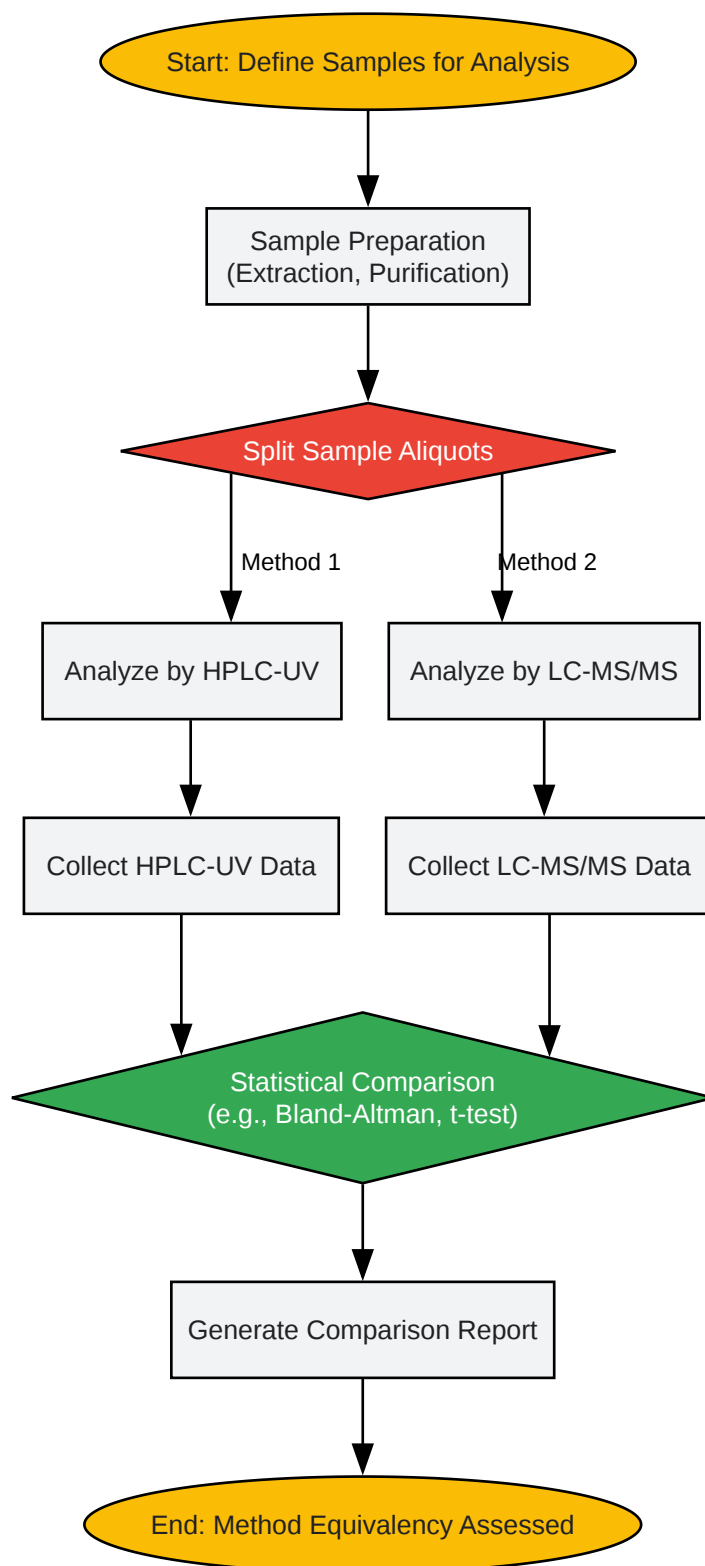 Start: Define Samples for Analysis
Sample Preparation
(Extraction, Purification)
Split Sample Aliquots
Method 1
Method 2
Analyze by HPLC-UV
Analyze by LC-MS/MS
Collect HPLC-UV Data
Collect LC-MS/MS Data
Statistical Comparison
(e.g., Bland-Altman, t-test)
Generate Comparison Report
End: Method Equivalency Assessed